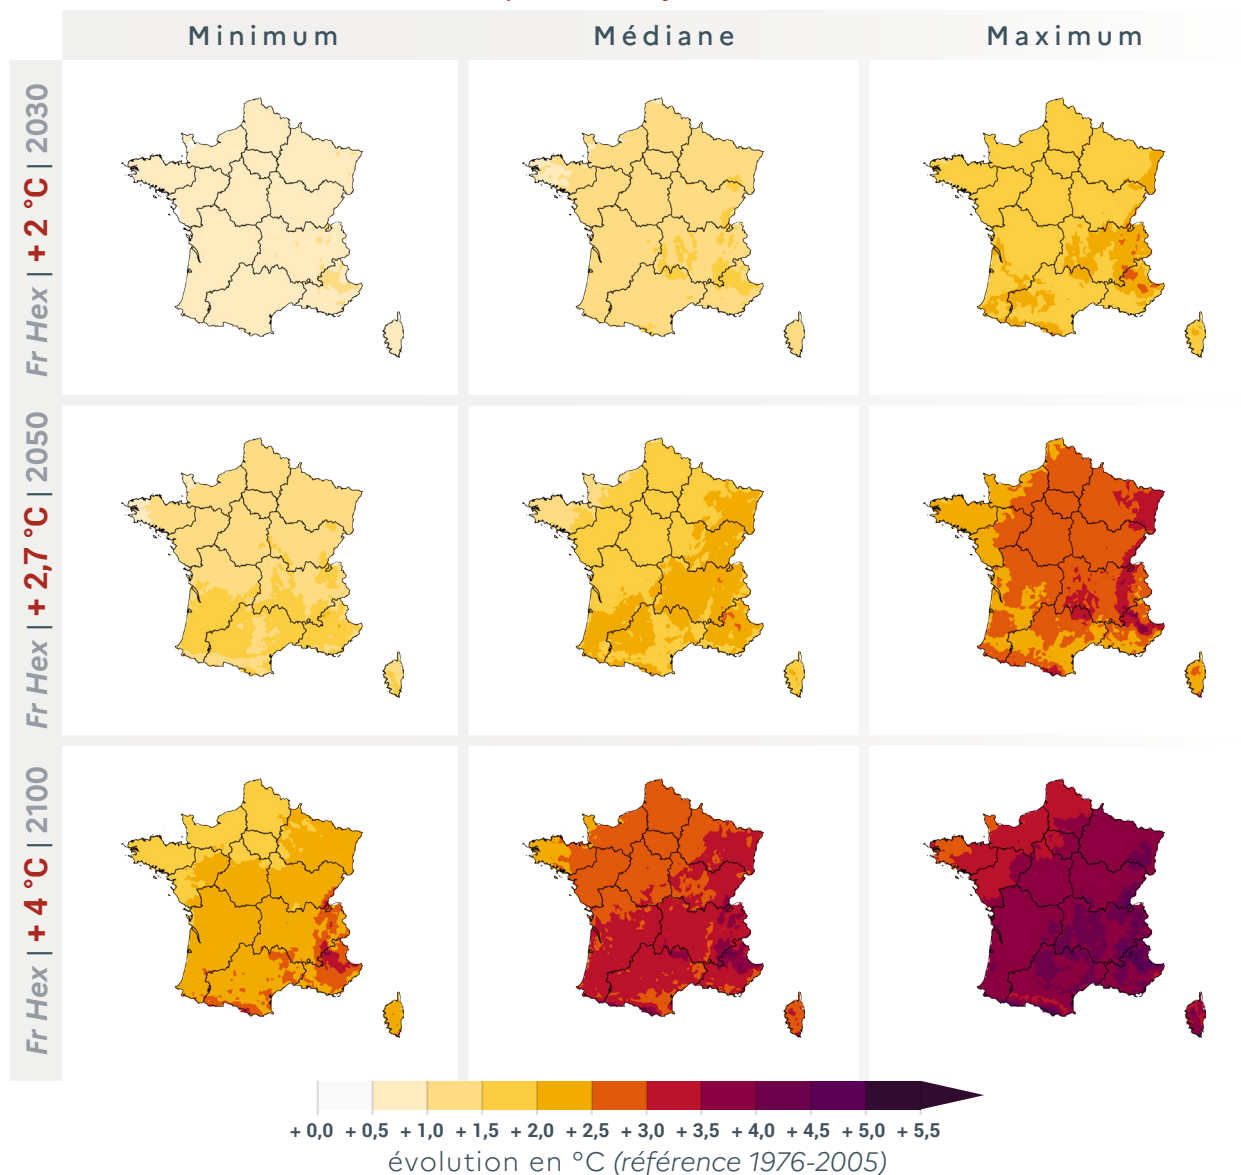 Minimum Médiane Maximum
Fr Hex | + 2 °C | 2030
Fr Hex | + 2,7 °C | 2050
Fr Hex | + 4 °C | 2100
+ 0,0 + 0,5 + 1,0 + 1,5 + 2,0 + 2,5 + 3,0 + 3,5 + 4,0 + 4,5 + 5,0 + 5,5
évolution en °C (référence 1976-2005)